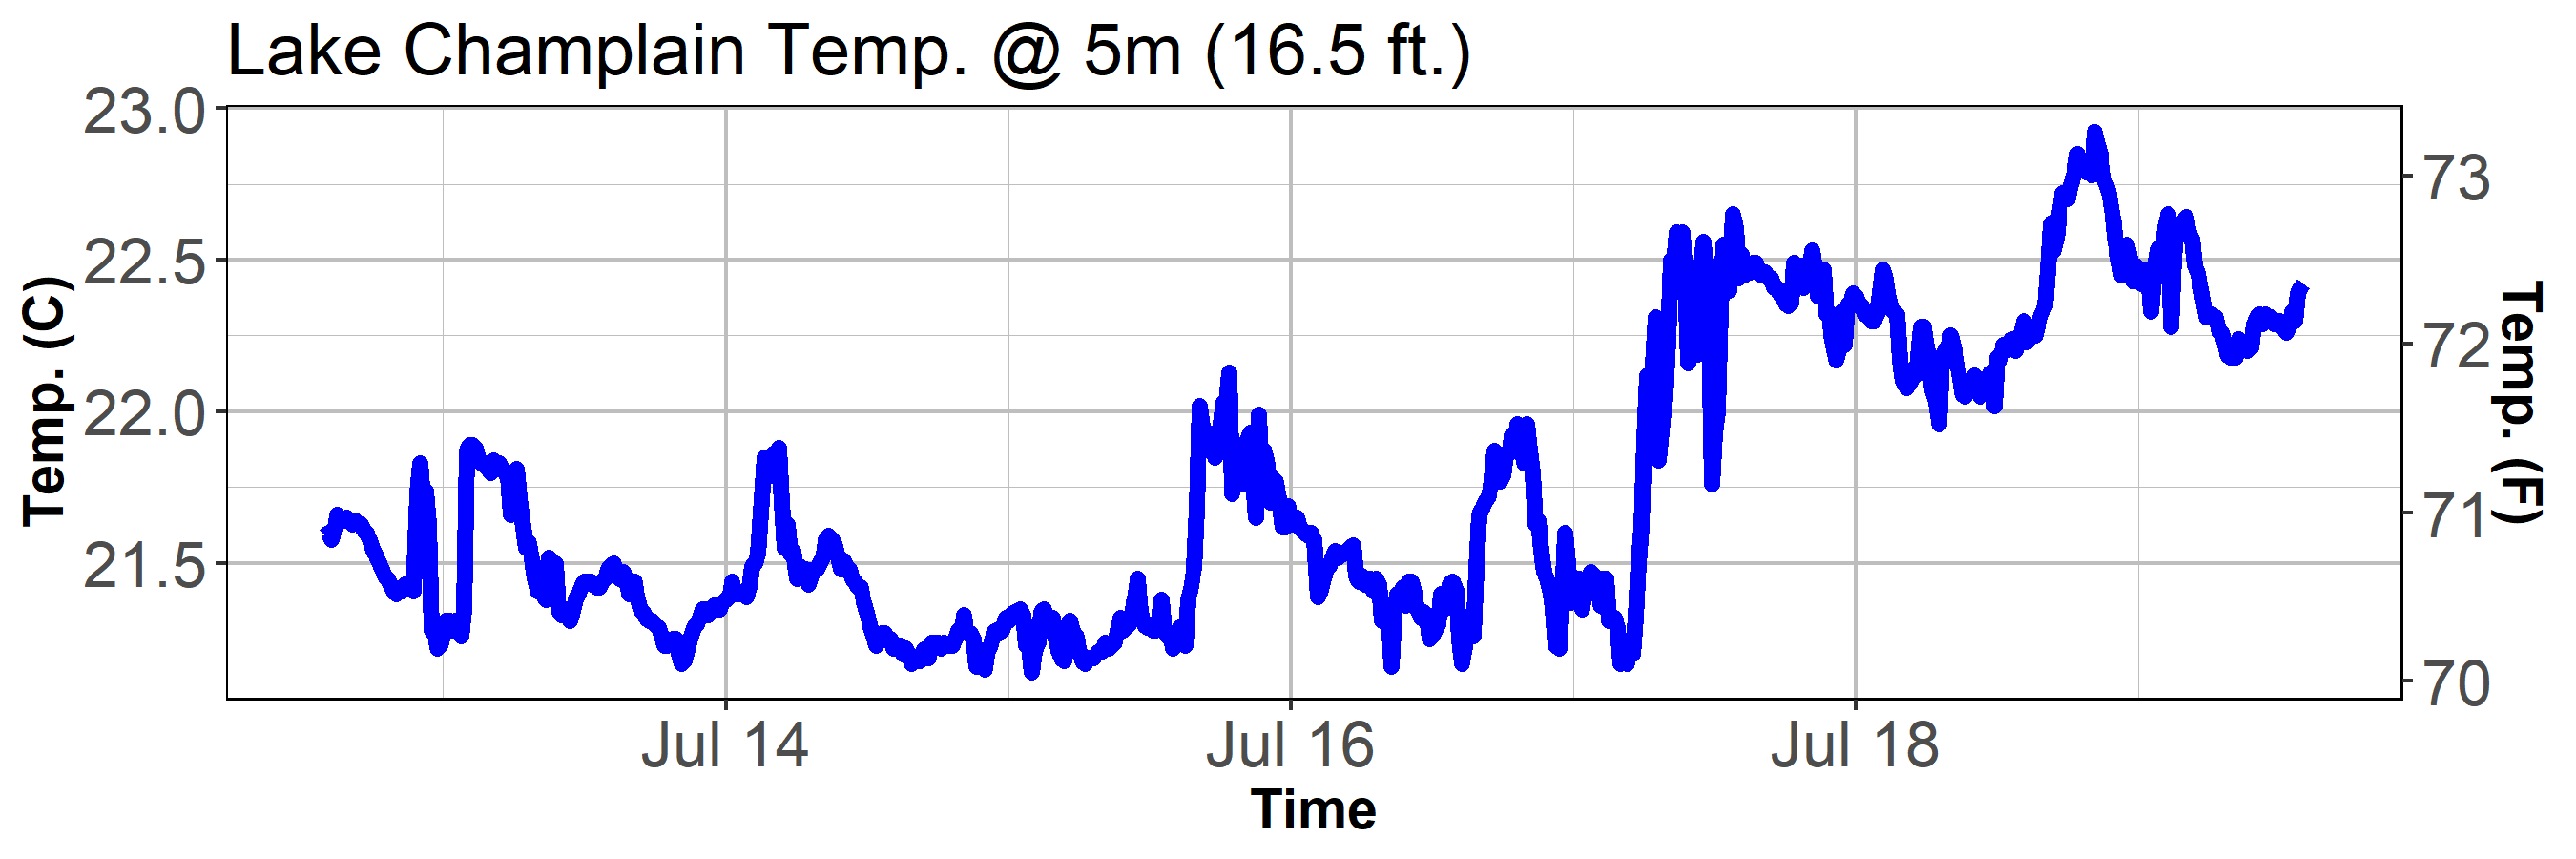 Lake Champlain Temp. @ 5m (16.5 ft.)
23.0
22.5
22.0
21.5
Temp. (C)
73
72
71
70
Temp. (F)
Jul 14 Jul 16 Jul 18
Time